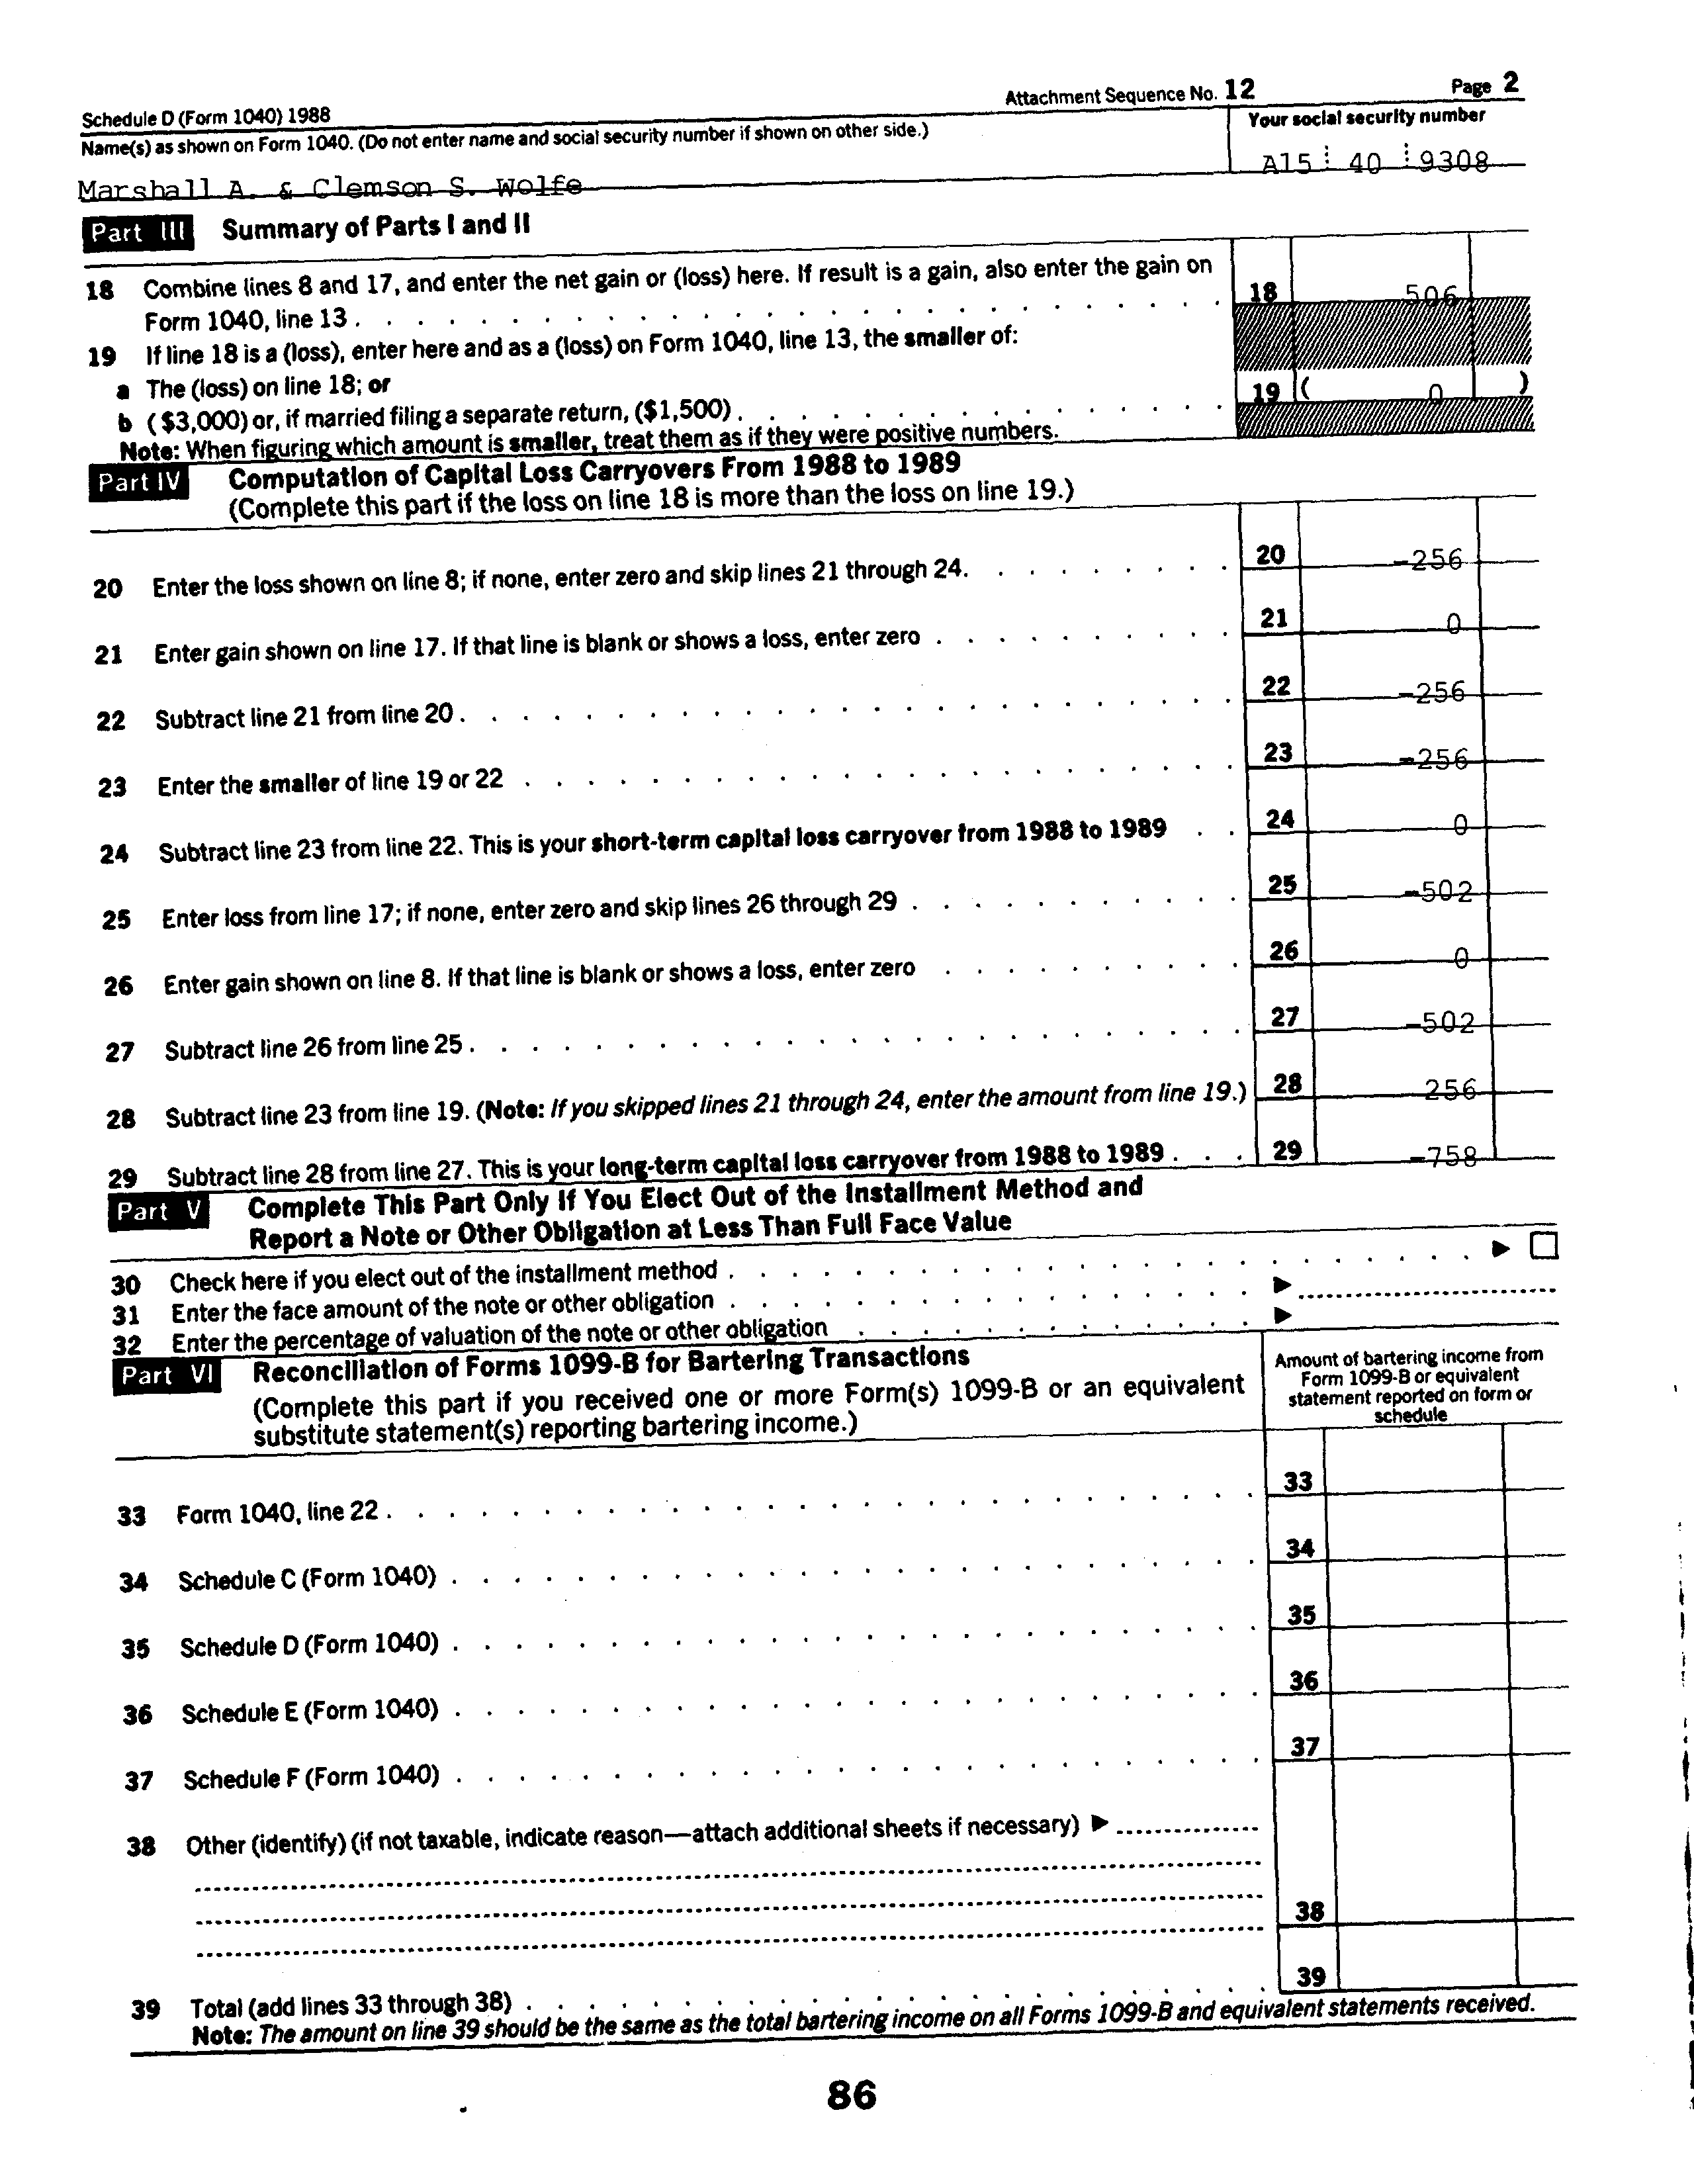 Schedule D (Form 1040) 1988 Attachment Sequence No. 12 Page 2
Name(s) as shown on Form 1040. (Do not enter name and social security number if shown on other side.) Your social security number
Marshall A. & Clemson S. Wolfe A15 40 9308
Part III Summary of Parts I and II
18 Combine lines 8 and 17, and enter the net gain or (loss) here. If result is a gain, also enter the gain on
Form 1040, line 13 . . . . . . . . . . . . . . . . . . . . . . . 18 506
19 If line 18 is a (loss), enter here and as a (loss) on Form 1040, line 13, the smaller of:
a The (loss) on line 18; or
b ($3,000) or, if married filing a separate return, ($1,500) . . . . . . . . . . . . . . . . 19 ( 0 )
Note: When figuring which amount is smaller, treat them as if they were positive numbers.
Part IV Computation of Capital Loss Carryovers From 1988 to 1989
(Complete this part if the loss on line 18 is more than the loss on line 19.)
20 Enter the loss shown on line 8; if none, enter zero and skip lines 21 through 24. . . . . . . . . 20 -256
21 Enter gain shown on line 17. If that line is blank or shows a loss, enter zero . . . . . . . . . . 21 0
22 Subtract line 21 from line 20 . . . . . . . . . . . . . . . . . . . . . . . . . 22 -256
23 Enter the smaller of line 19 or 22 . . . . . . . . . . . . . . . . . . . . . . . 23 -256
24 Subtract line 23 from line 22. This is your short-term capital loss carryover from 1988 to 1989 . . 24 0
25 Enter loss from line 17; if none, enter zero and skip lines 26 through 29 . . . . . . . . . . . 25 -502
26 Enter gain shown on line 8. If that line is blank or shows a loss, enter zero . . . . . . . . . . 26 0
27 Subtract line 26 from line 25 . . . . . . . . . . . . . . . . . . . . . . . . . 27 -502
28 Subtract line 23 from line 19. (Note: If you skipped lines 21 through 24, enter the amount from line 19.) 28 256
29 Subtract line 28 from line 27. This is your long-term capital loss carryover from 1988 to 1989 . . . 29 -758
Part V Complete This Part Only If You Elect Out of the Installment Method and
Report a Note or Other Obligation at Less Than Full Face Value
30 Check here if you elect out of the installment method . . . . . . . . . . . . . . . . . . . . . . . . ► ☐
31 Enter the face amount of the note or other obligation . . . . . . . . . . . . . . . . . ►
32 Enter the percentage of valuation of the note or other obligation . . . . . . . . . . . . . ►
Part VI Reconciliation of Forms 1099-B for Bartering Transactions
(Complete this part if you received one or more Form(s) 1099-B or an equivalent
substitute statement(s) reporting bartering income.)
Amount of bartering income from
Form 1099-B or equivalent
statement reported on form or
schedule
33 Form 1040, line 22 . . . . . . . . . . . . . . . . . . . . . . . . . . . . 33
34 Schedule C (Form 1040) . . . . . . . . . . . . . . . . . . . . . . . . . . 34
35 Schedule D (Form 1040) . . . . . . . . . . . . . . . . . . . . . . . . . . 35
36 Schedule E (Form 1040) . . . . . . . . . . . . . . . . . . . . . . . . . . 36
37 Schedule F (Form 1040) . . . . . . . . . . . . . . . . . . . . . . . . . . 37
38 Other (identify) (if not taxable, indicate reason—attach additional sheets if necessary) ► ...............
38
39 Total (add lines 33 through 38) . . . . . . . . . . . . . . . . . . . . . . . . 39
Note: The amount on line 39 should be the same as the total bartering income on all Forms 1099-B and equivalent statements received.
86